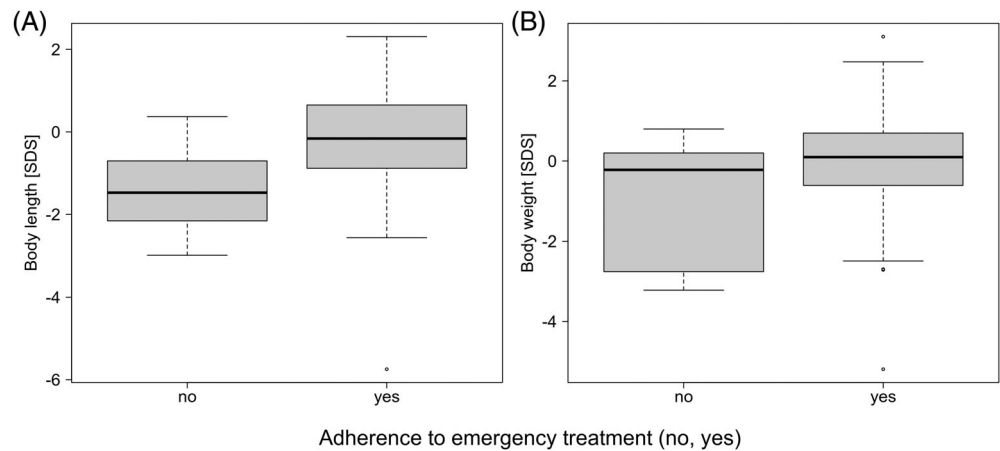 (A)
Body length [SDS]
2
0
-2
-4
-6
no
yes
(B)
Body weight [SDS]
2
0
-2
-4
no
yes
Adherence to emergency treatment (no, yes)